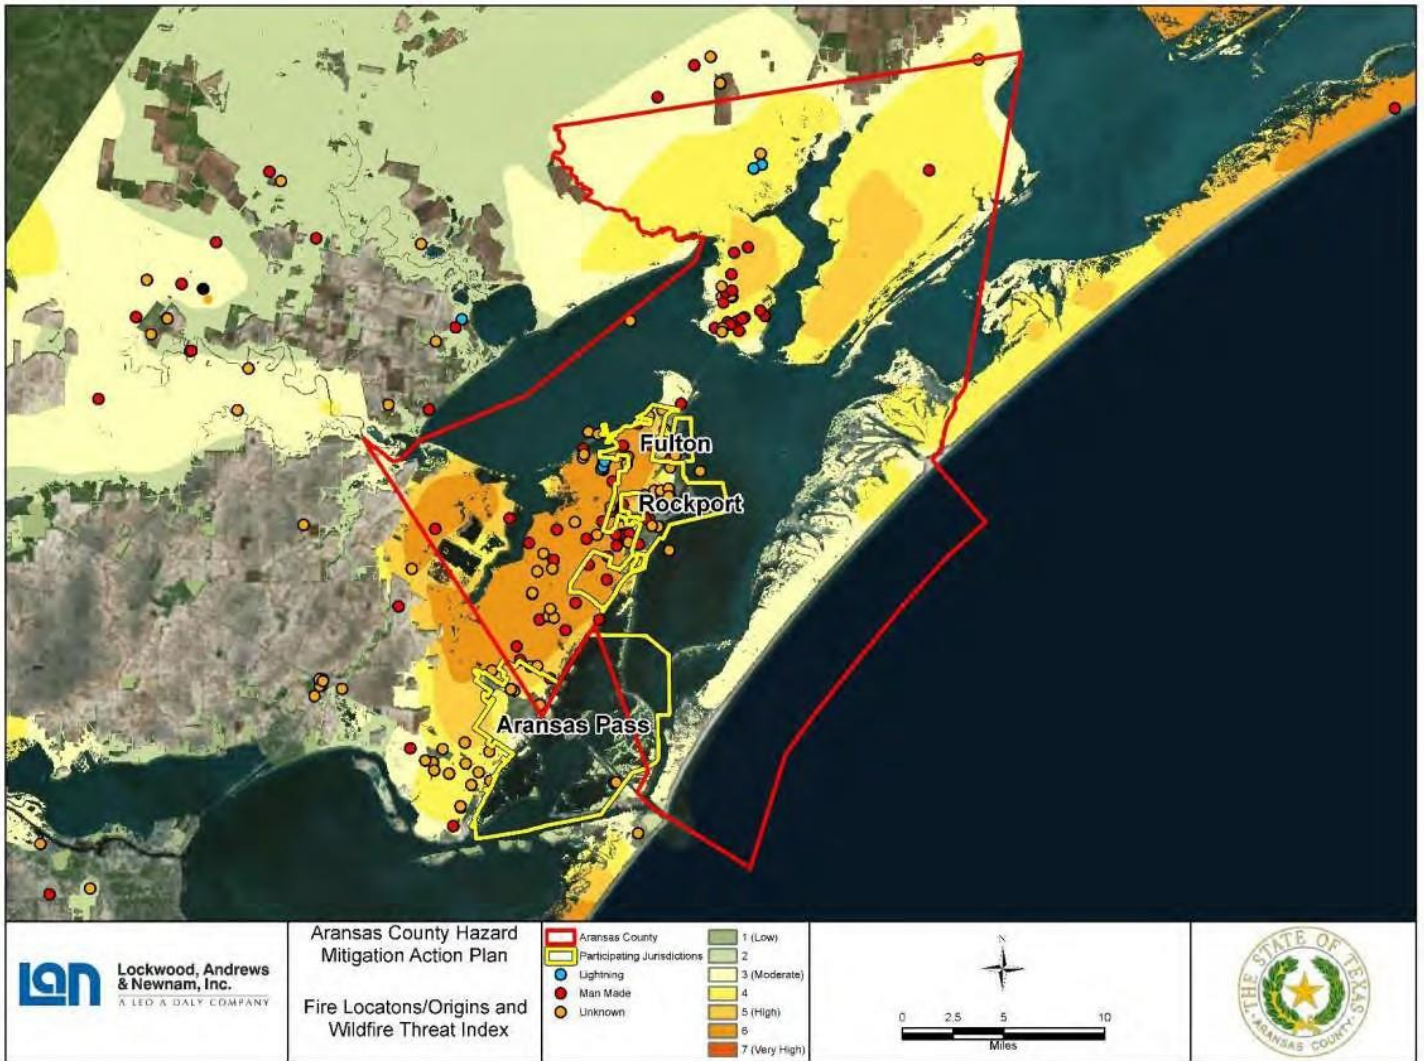 Fulton
Rockport
Aransas Pass
Lan
Lockwood, Andrews
& Newnam, Inc.
A LEO A DALY COMPANY
Aransas County Hazard
Mitigation Action Plan
Fire Locatons/Origins and
Wildfire Threat Index
Aransas County
Participating Jurisdictions
Lightning
Man Made
Unknown
1 (Low)
2
3 (Moderate)
4
5 (High)
6
7 (Very High)
N
0 2.5 5 10
Miles
THE STATE OF TEXAS
ARANSAS COUNTY